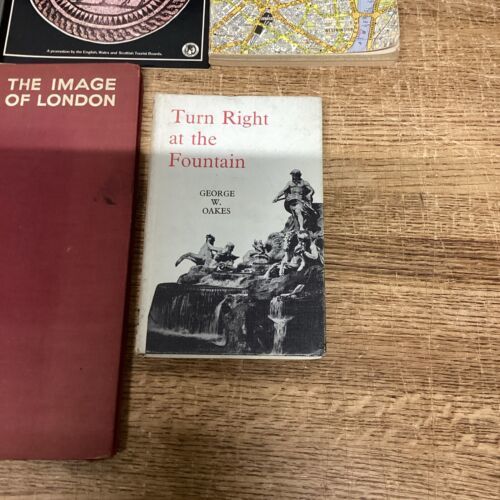 A promotion by the English, Wales and Scottish Tourist Boards.
THE IMAGE
OF LONDON
Turn Right
at the
Fountain
GEORGE
W.
OAKES